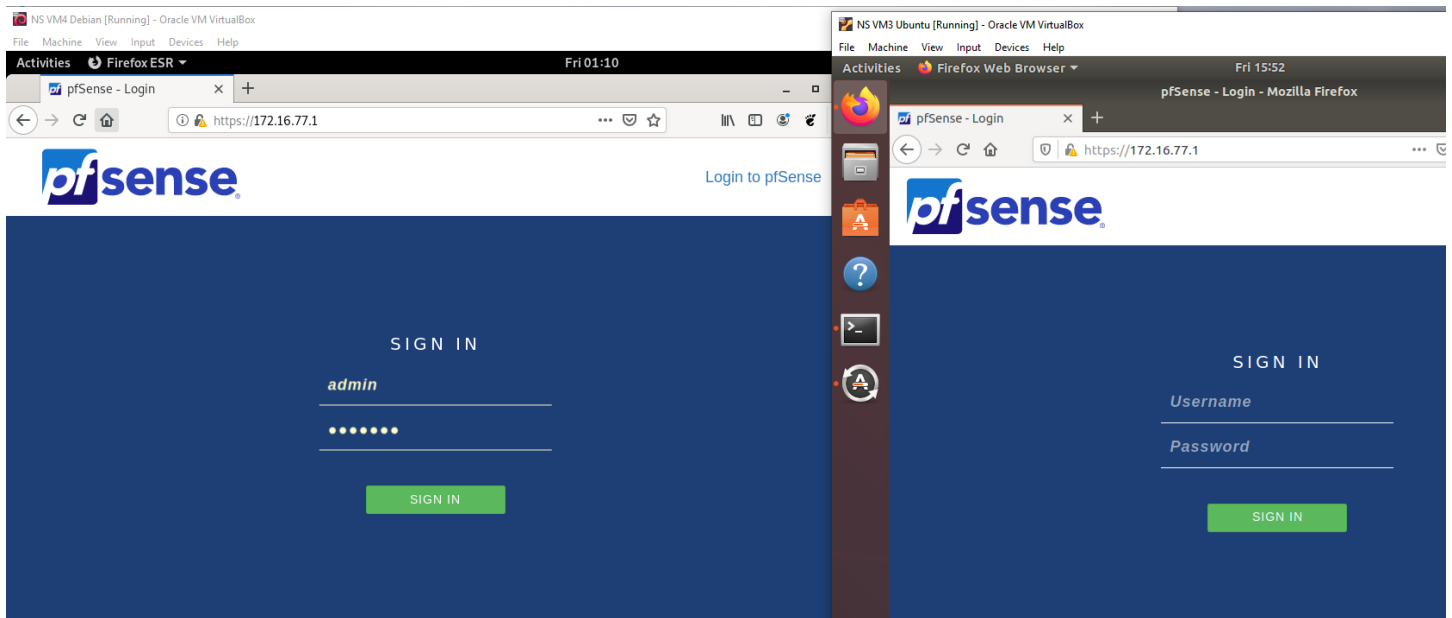 NS VM4 Debian [Running] - Oracle VM VirtualBox
File Machine View Input Devices Help
Activities Firefox ESR Fri 01:10
pfSense - Login
https://172.16.77.1
pfsense
Login to pfSense
SIGN IN
admin
•••••••
SIGN IN
NS VM3 Ubuntu [Running] - Oracle VM VirtualBox
File Machine View Input Devices Help
Activities Firefox Web Browser Fri 15:52
pfSense - Login - Mozilla Firefox
pfSense - Login
https://172.16.77.1
pfsense
SIGN IN
Username
Password
SIGN IN